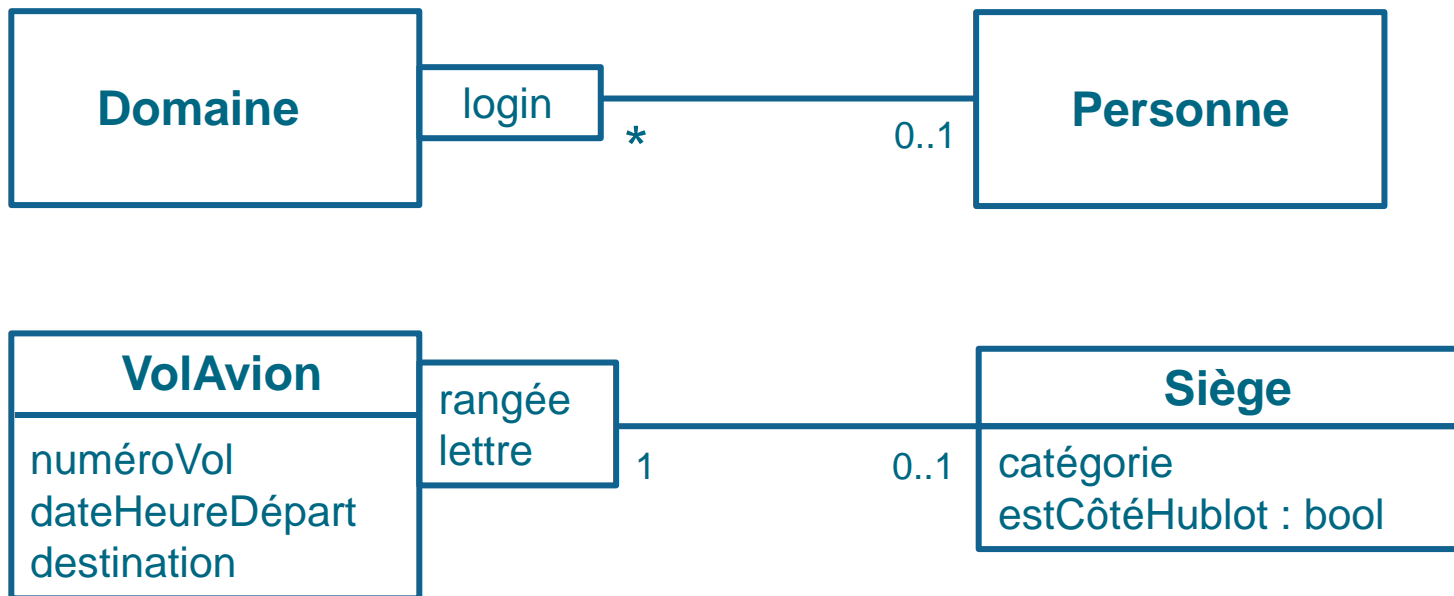 Domaine
login
*
0..1
Personne
VolAvion
numéroVol
dateHeureDépart
destination
rangée
lettre
1
0..1
Siège
catégorie
estCôtéHublot : bool